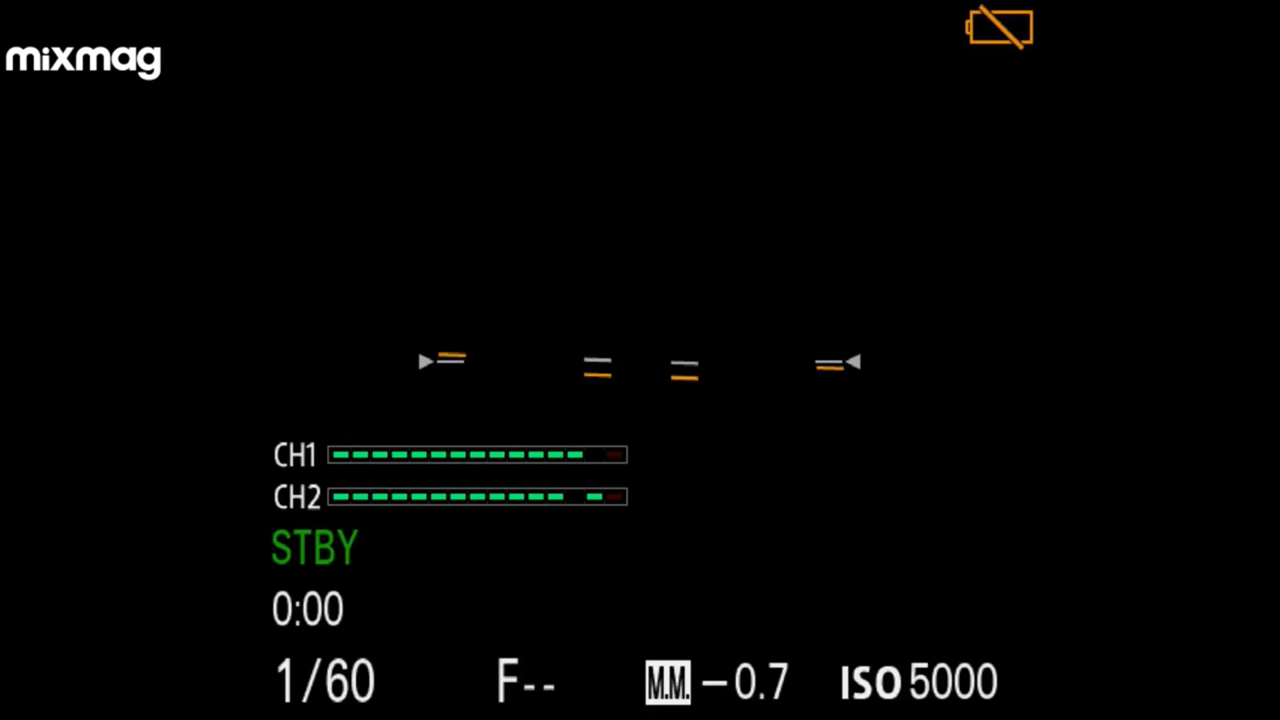 mixmag
CH1
CH2
STBY
0:00
1/60 F-- M.M. –0.7 ISO 5000